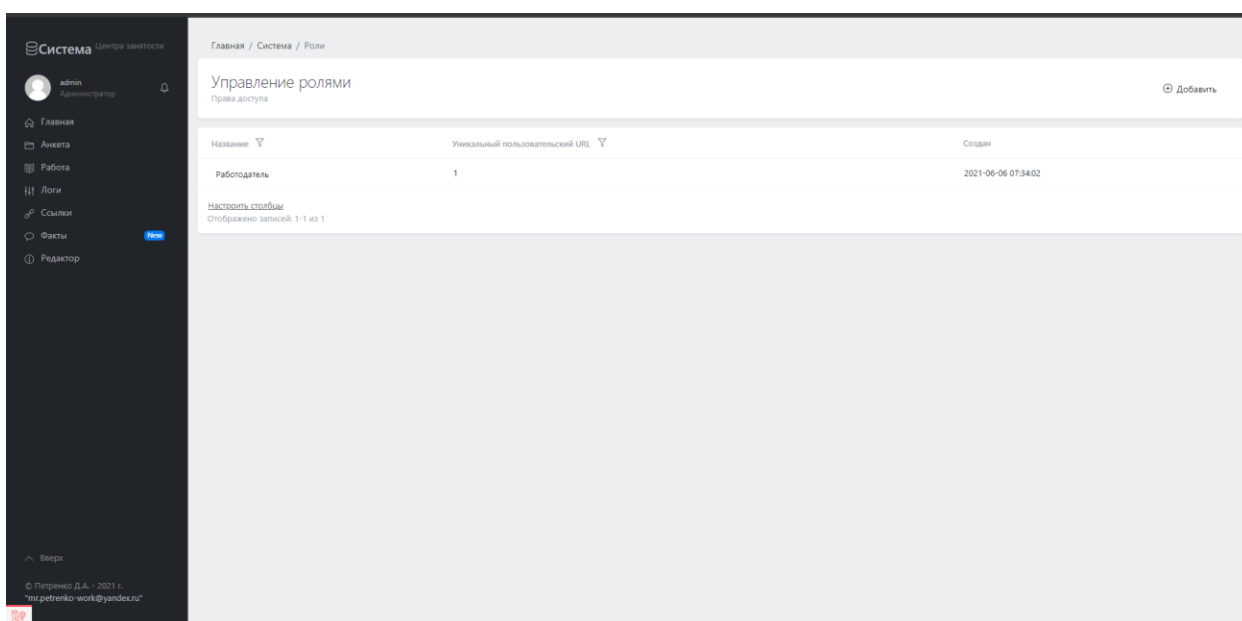 Система Центра занятости
admin
Администратор
Главная
Анкета
Работа
Логи
Ссылки
Факты New
Редактор
Вверх
© Петренко Д.А. - 2021 г.
"mr.petrenko-work@yandex.ru"
Главная / Система / Роли
Управление ролями
Права доступа
Добавить
Название Уникальный пользовательский URL Создан
Работодатель 1 2021-06-06 07:34:02
Настроить столбцы
Отображено записей: 1-1 из 1